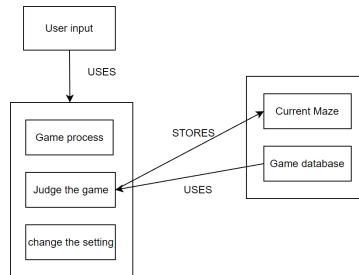 User input
USES
Game process
Judge the game
change the setting
STORES
USES
Current Maze
Game database